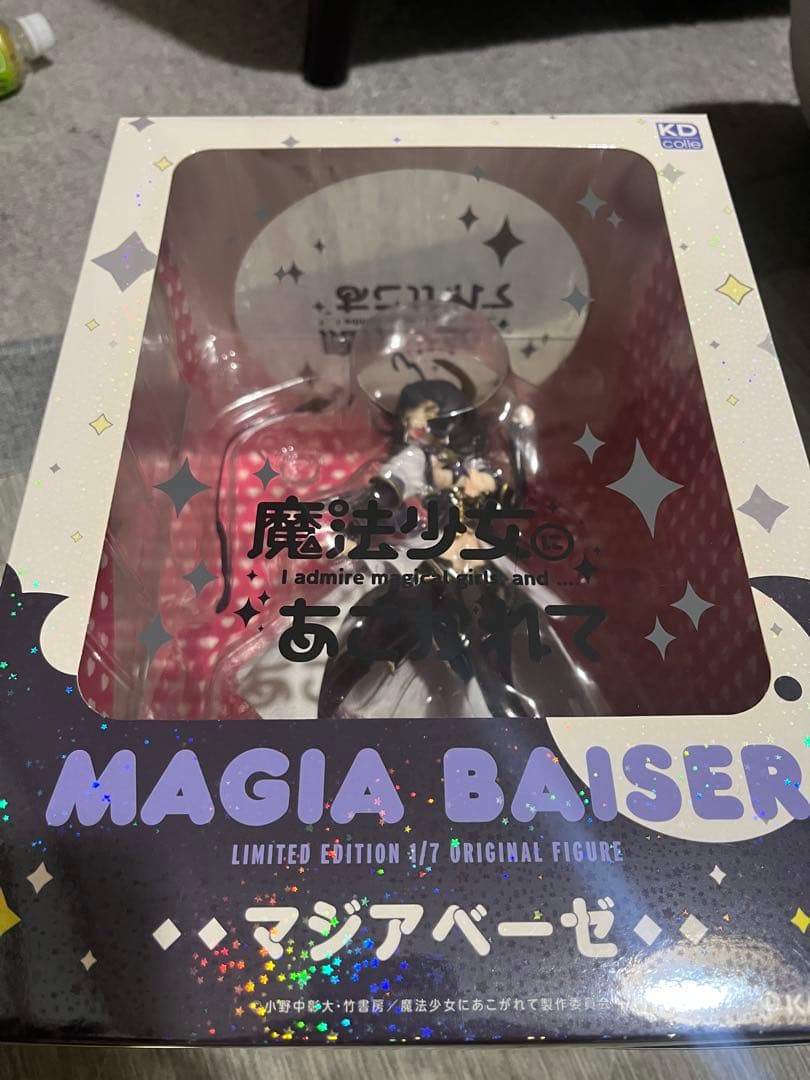 KD
colle
魔法少女に
I admire magical girls, and ....
あこがれて
MAGIA BAISER
LIMITED EDITION 1/7 ORIGINAL FIGURE
マジアベーゼ
©小野中彰大・竹書房/魔法少女にあこがれて製作委員会